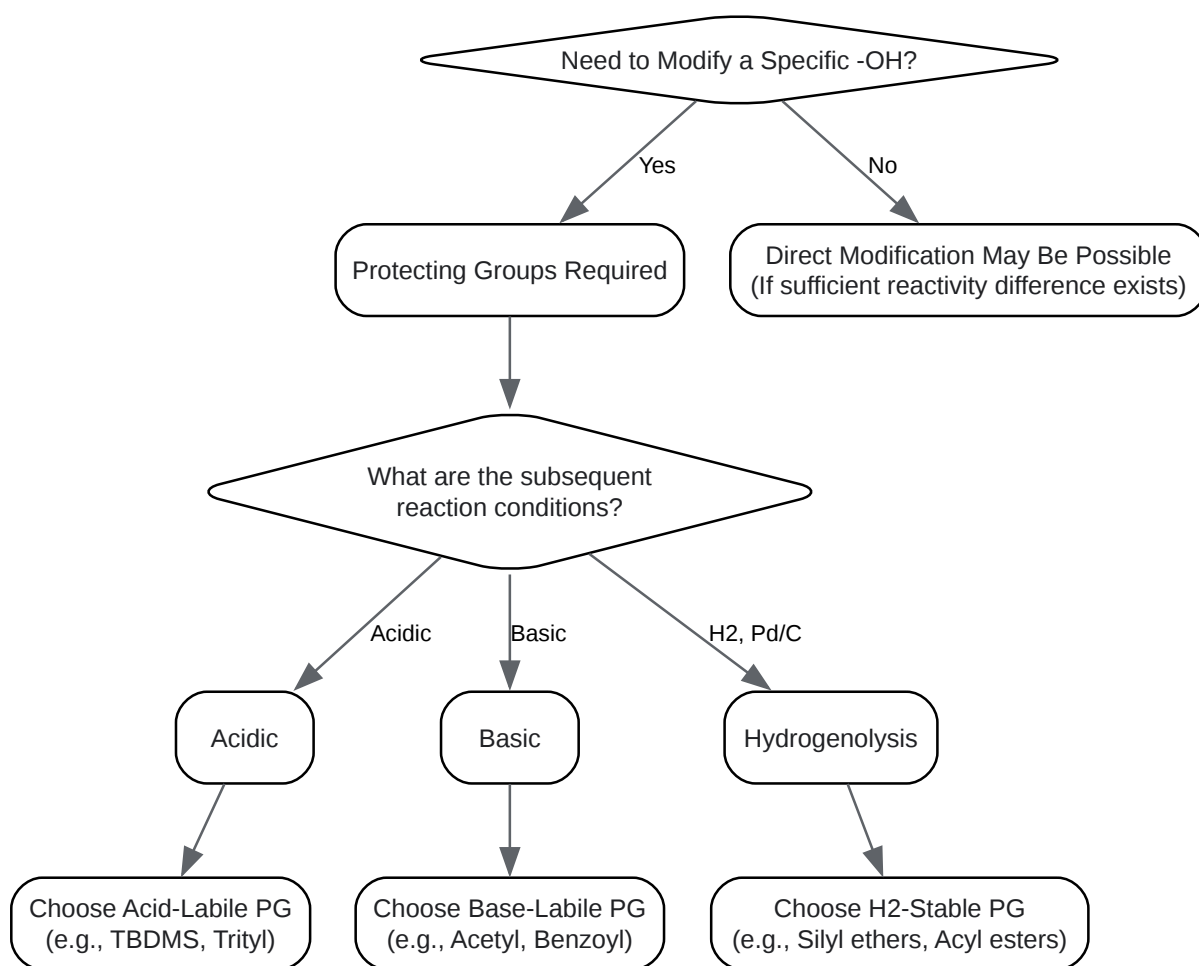 Need to Modify a Specific -OH?
Yes
No
Protecting Groups Required
Direct Modification May Be Possible
(If sufficient reactivity difference exists)
What are the subsequent
reaction conditions?
Acidic
Basic
H2, Pd/C
Acidic
Basic
Hydrogenolysis
Choose Acid-Labile PG
(e.g., TBDMS, Trityl)
Choose Base-Labile PG
(e.g., Acetyl, Benzoyl)
Choose H2-Stable PG
(e.g., Silyl ethers, Acyl esters)